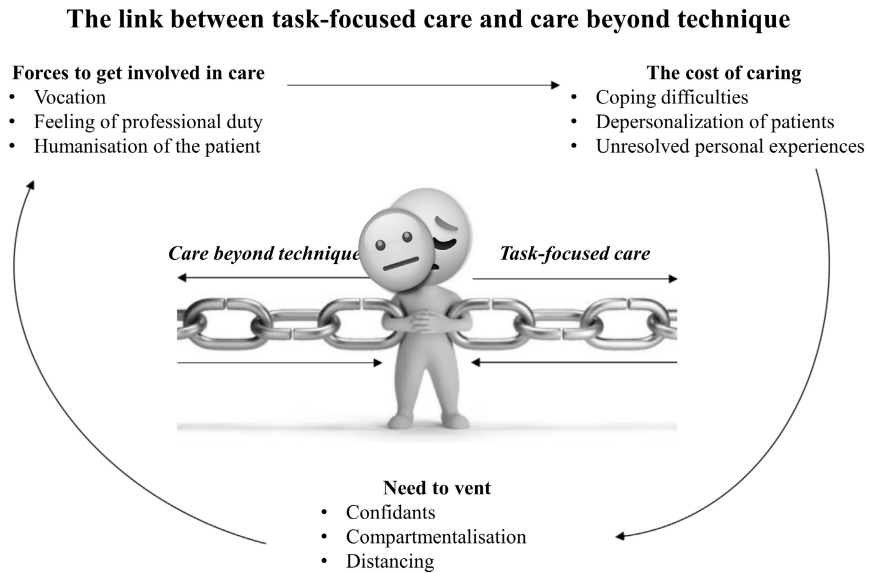 The link between task-focused care and care beyond technique
Forces to get involved in care
• Vocation
• Feeling of professional duty
• Humanisation of the patient
The cost of caring
• Coping difficulties
• Depersonalization of patients
• Unresolved personal experiences
Care beyond technique
Task-focused care
Need to vent
• Confidants
• Compartmentalisation
• Distancing